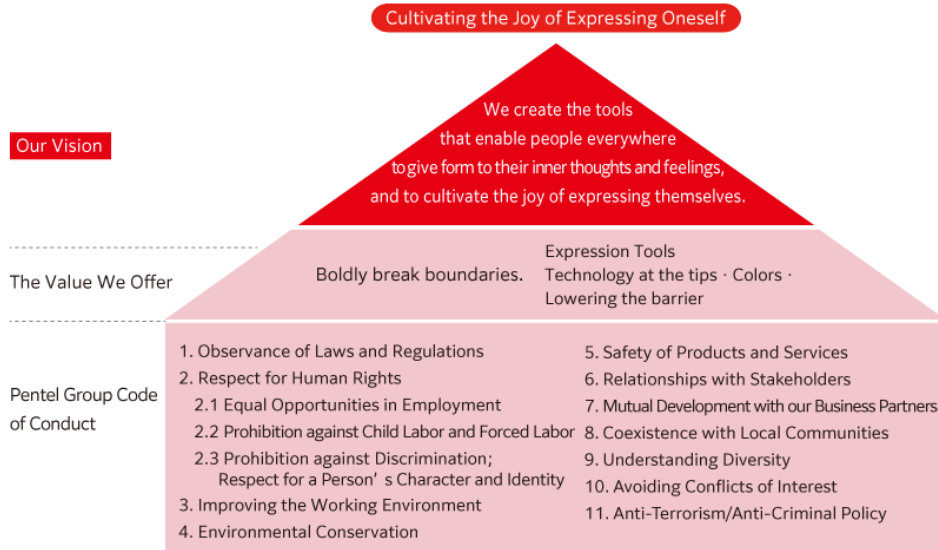 Cultivating the Joy of Expressing Oneself
Our Vision
We create the tools
that enable people everywhere
to give form to their inner thoughts and feelings,
and to cultivate the joy of expressing themselves.
The Value We Offer
Boldly break boundaries.
Expression Tools
Technology at the tips · Colors ·
Lowering the barrier
Pentel Group Code
of Conduct
1. Observance of Laws and Regulations
2. Respect for Human Rights
2.1 Equal Opportunities in Employment
2.2 Prohibition against Child Labor and Forced Labor
2.3 Prohibition against Discrimination;
Respect for a Person's Character and Identity
3. Improving the Working Environment
4. Environmental Conservation
5. Safety of Products and Services
6. Relationships with Stakeholders
7. Mutual Development with our Business Partners
8. Coexistence with Local Communities
9. Understanding Diversity
10. Avoiding Conflicts of Interest
11. Anti-Terrorism/Anti-Criminal Policy